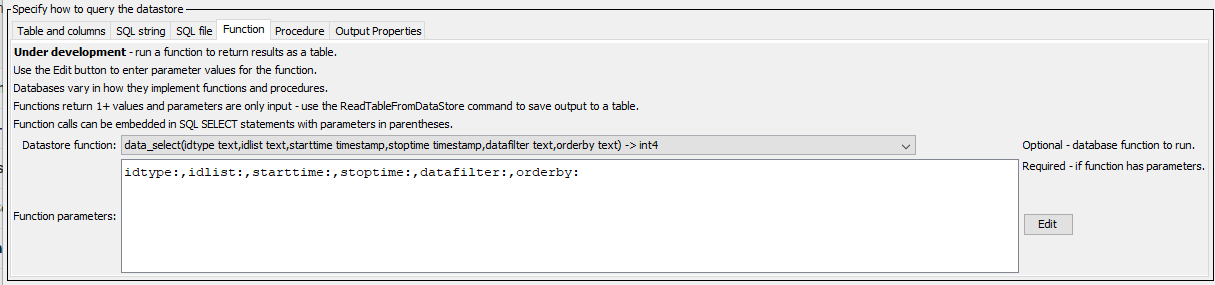 Specify how to query the datastore
Table and columns SQL string SQL file Function Procedure Output Properties
Under development - run a function to return results as a table.
Use the Edit button to enter parameter values for the function.
Databases vary in how they implement functions and procedures.
Functions return 1+ values and parameters are only input - use the ReadTableFromDataStore command to save output to a table.
Function calls can be embedded in SQL SELECT statements with parameters in parentheses.
Datastore function: data_select(idtype text,idlist text,starttime timestamp,stoptime timestamp,datafilter text,orderby text) -> int4 Optional - database function to run.
idtype:,idlist:,starttime:,stoptime:,datafilter:,orderby: Required - if function has parameters.
Function parameters: Edit